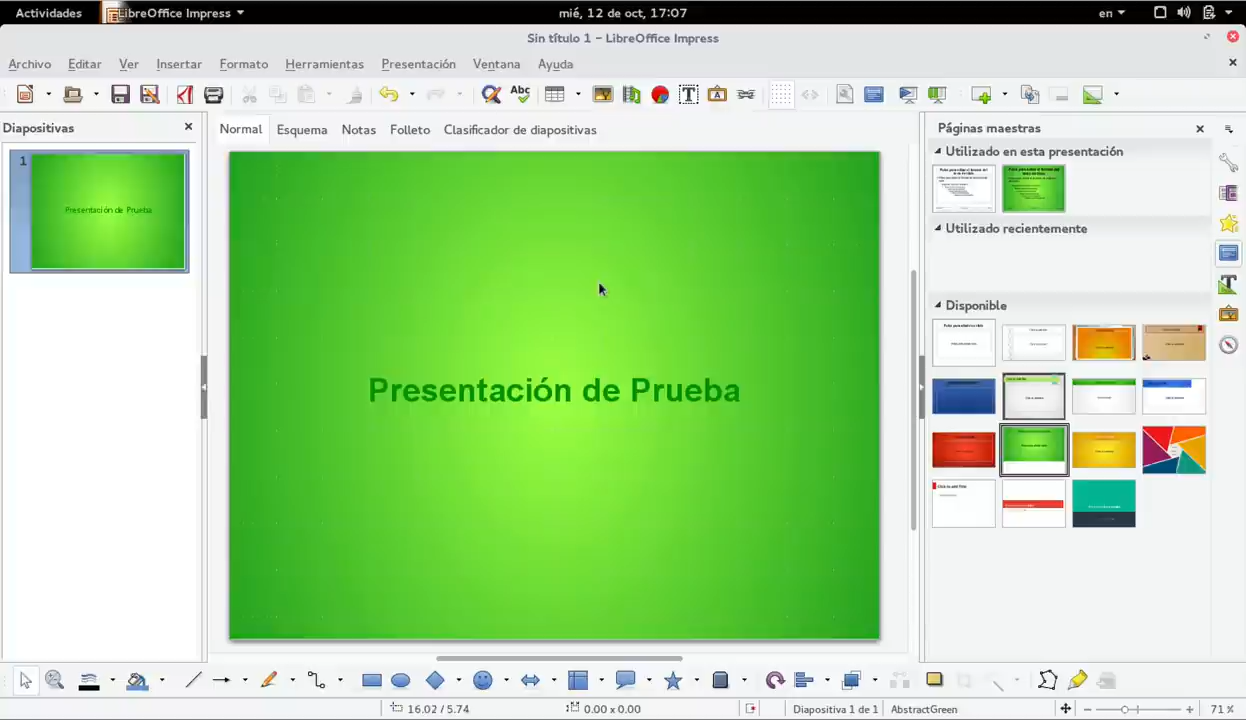 Actividades LibreOffice Impress mié, 12 de oct, 17:07 en
Sin título 1 – LibreOffice Impress
Archivo Editar Ver Insertar Formato Herramientas Presentación Ventana Ayuda
Diapositivas
Normal Esquema Notas Folleto Clasificador de diapositivas
Páginas maestras
Utilizado en esta presentación
1
Presentación de Prueba
Utilizado recientemente
Disponible
Presentación de Prueba
16.02 / 5.74 0.00 x 0.00 Diapositiva 1 de 1 AbstractGreen 71 %